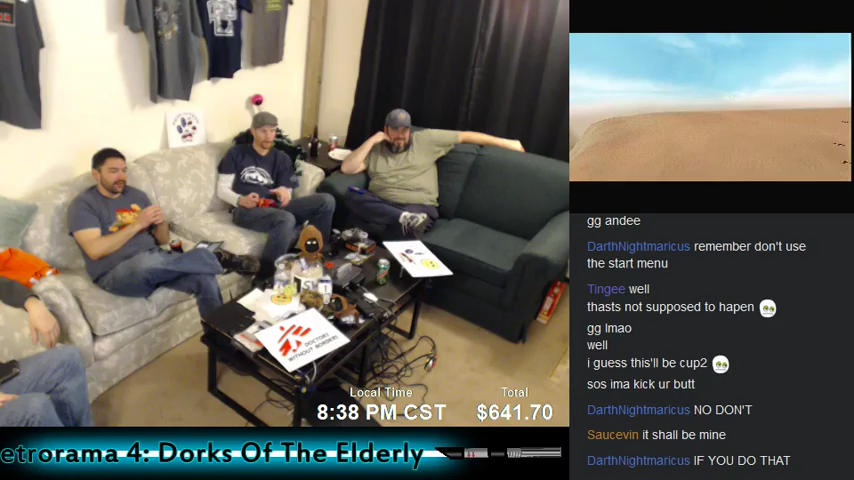 DOCTORS
WITHOUT BORDERS
Local Time
Total
8:38 PM CST
$641.70
etrorama 4: Dorks Of The Elderly
gg andee
DarthNightmaricus remember don't use
the start menu
Tingee well
thasts not supposed to hapen
gg lmao
well
i guess this'll be cup2
sos ima kick ur butt
DarthNightmaricus NO DON'T
Saucevin it shall be mine
DarthNightmaricus IF YOU DO THAT